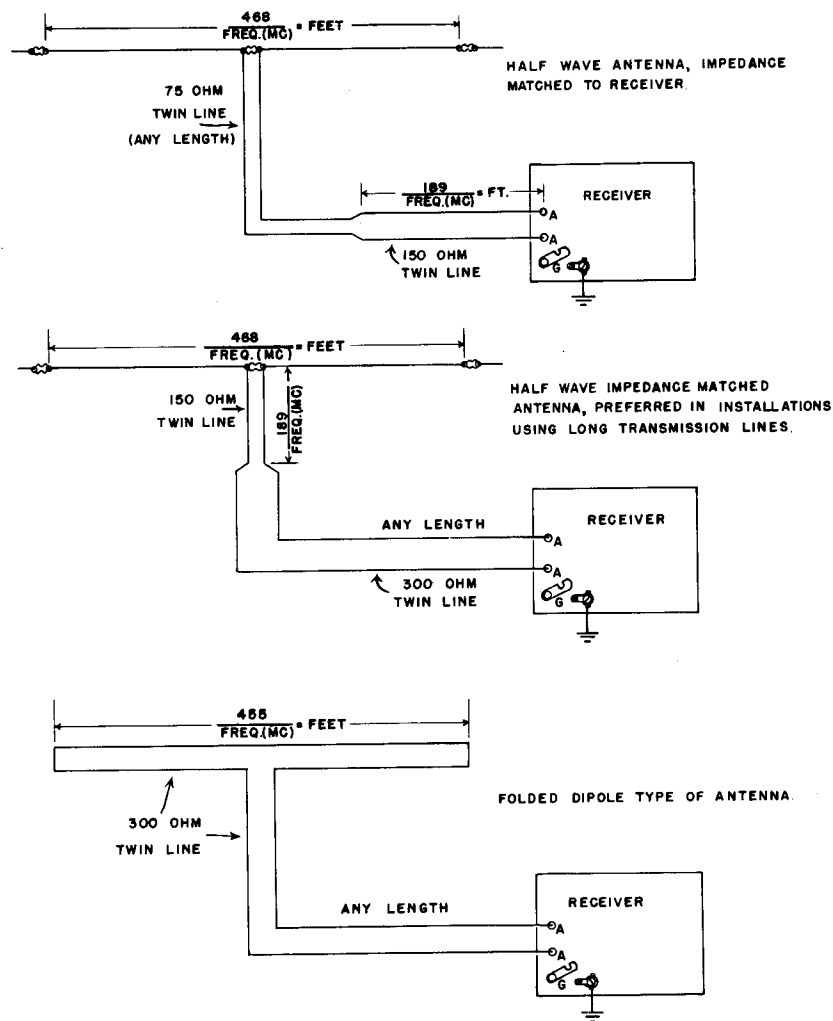 468
FREQ.(MC) = FEET
HALF WAVE ANTENNA, IMPEDANCE
MATCHED TO RECEIVER.
75 OHM
TWIN LINE
(ANY LENGTH)
189
FREQ.(MC) = FT.
RECEIVER
A
A
G
150 OHM
TWIN LINE
468
FREQ.(MC) = FEET
HALF WAVE IMPEDANCE MATCHED
ANTENNA, PREFERRED IN INSTALLATIONS
USING LONG TRANSMISSION LINES.
150 OHM
TWIN LINE
189
FREQ.(MC)
ANY LENGTH
RECEIVER
A
A
G
300 OHM
TWIN LINE
455
FREQ.(MC) = FEET
FOLDED DIPOLE TYPE OF ANTENNA.
300 OHM
TWIN LINE
ANY LENGTH
RECEIVER
A
A
G